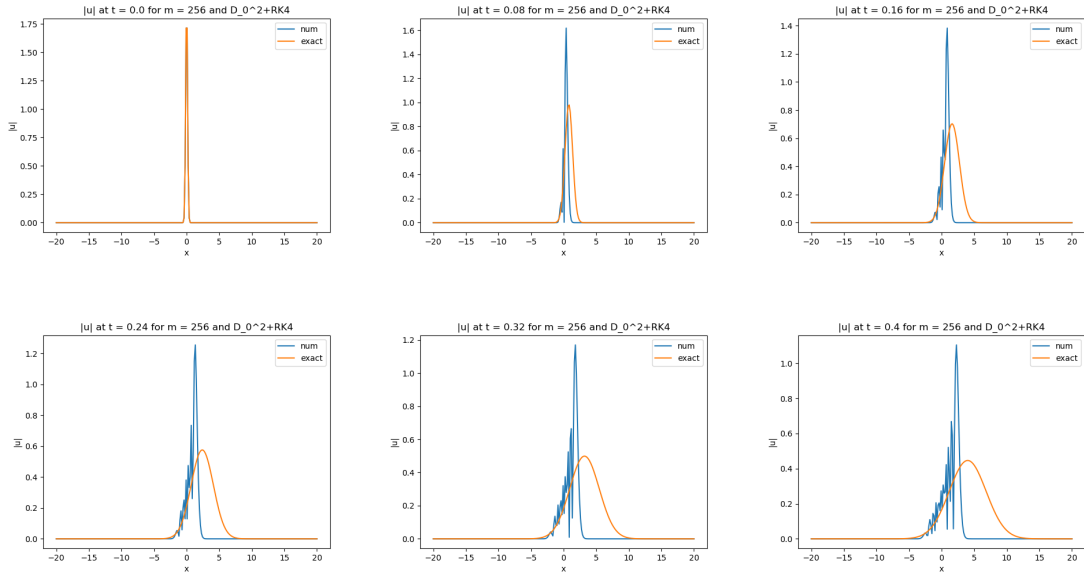 |u| at t = 0.0 for m = 256 and D_0^2+RK4
1.75
1.50
1.25
1.00
0.75
0.50
0.25
0.00
|u|
num
exact
−20 −15 −10 −5 0 5 10 15 20
x
|u| at t = 0.08 for m = 256 and D_0^2+RK4
1.6
1.4
1.2
1.0
0.8
0.6
0.4
0.2
0.0
|u|
num
exact
−20 −15 −10 −5 0 5 10 15 20
x
|u| at t = 0.16 for m = 256 and D_0^2+RK4
1.4
1.2
1.0
0.8
0.6
0.4
0.2
0.0
|u|
num
exact
−20 −15 −10 −5 0 5 10 15 20
x
|u| at t = 0.24 for m = 256 and D_0^2+RK4
1.2
1.0
0.8
0.6
0.4
0.2
0.0
|u|
num
exact
−20 −15 −10 −5 0 5 10 15 20
x
|u| at t = 0.32 for m = 256 and D_0^2+RK4
1.2
1.0
0.8
0.6
0.4
0.2
0.0
|u|
num
exact
−20 −15 −10 −5 0 5 10 15 20
x
|u| at t = 0.4 for m = 256 and D_0^2+RK4
1.0
0.8
0.6
0.4
0.2
0.0
|u|
num
exact
−20 −15 −10 −5 0 5 10 15 20
x